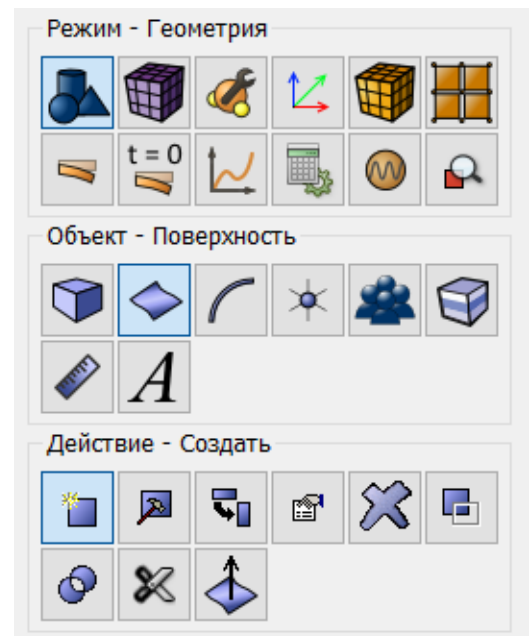 Режим - Геометрия
t = 0
Объект - Поверхность
A
Действие - Создать